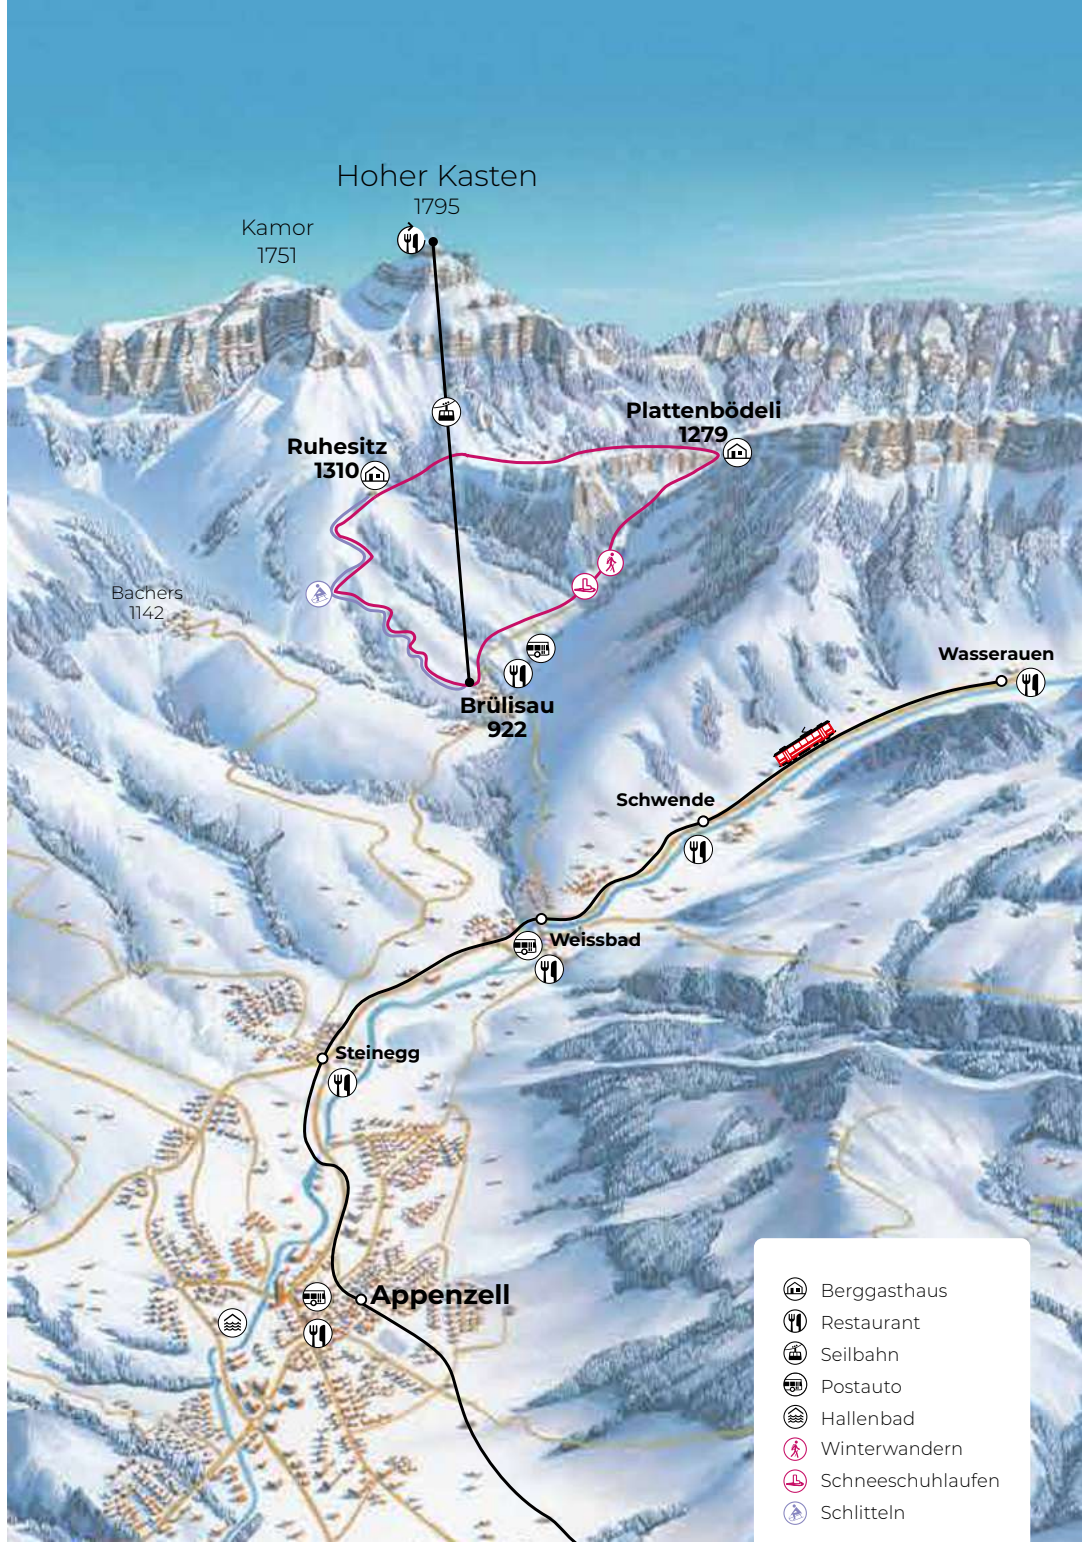 Hoher Kasten
1795
Kamor
1751
Plattenbödeli
1279
Ruhesitz
1310
Bachers
1142
Wasserauen
Brülisau
922
Schwende
Weissbad
Steinegg
Appenzell
Berggasthaus
Restaurant
Seilbahn
Postauto
Hallenbad
Winterwandern
Schneeschuhlaufen
Schlitteln